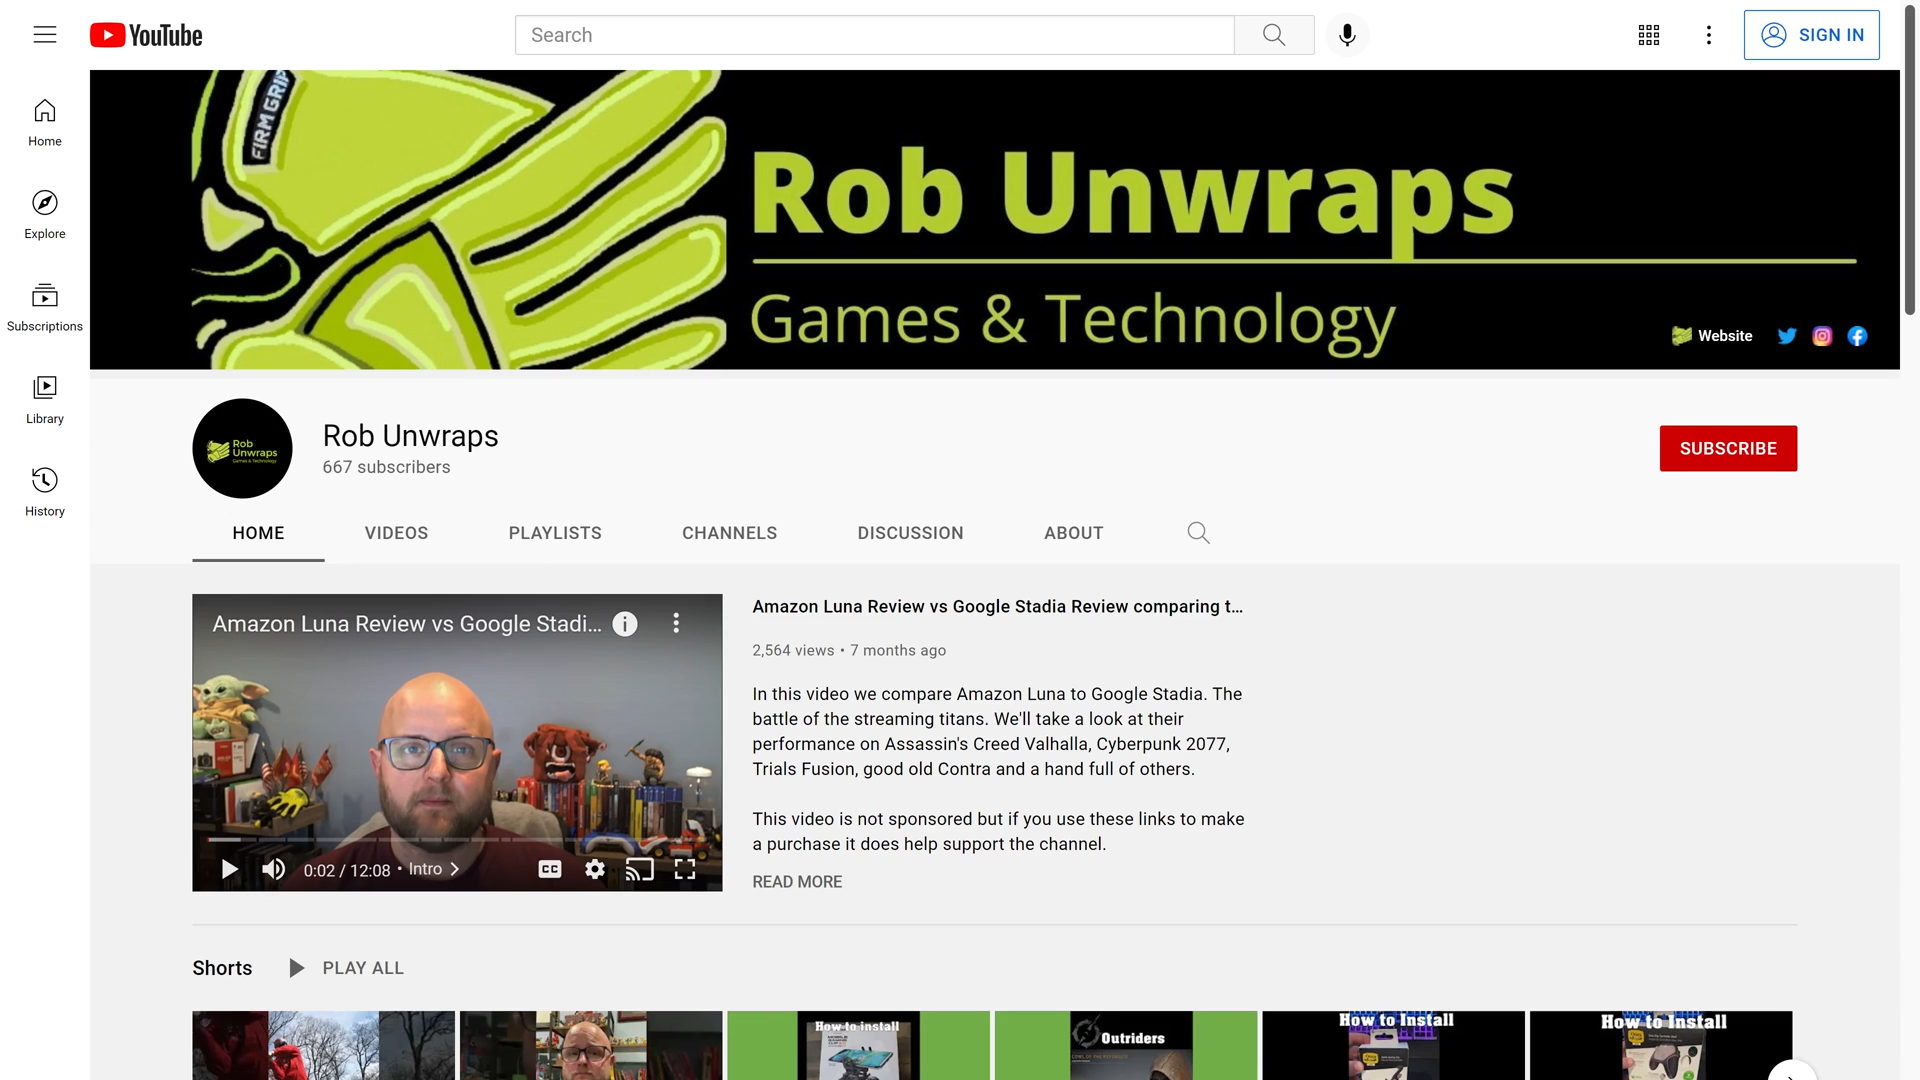 YouTube
Search
SIGN IN
Home
Explore
Subscriptions
Library
History
FIRM GRIP
Rob Unwraps
Games & Technology
Website
Rob
Unwraps
Games & Technology
Rob Unwraps
667 subscribers
SUBSCRIBE
HOME
VIDEOS
PLAYLISTS
CHANNELS
DISCUSSION
ABOUT
Amazon Luna Review vs Google Stadi...
0:02 / 12:08 • Intro
CC
Amazon Luna Review vs Google Stadia Review comparing t...
2,564 views • 7 months ago
In this video we compare Amazon Luna to Google Stadia. The
battle of the streaming titans. We'll take a look at their
performance on Assassin's Creed Valhalla, Cyberpunk 2077,
Trials Fusion, good old Contra and a hand full of others.
This video is not sponsored but if you use these links to make
a purchase it does help support the channel.
READ MORE
Shorts
PLAY ALL
How to install
Outriders
How to Install
How to Install